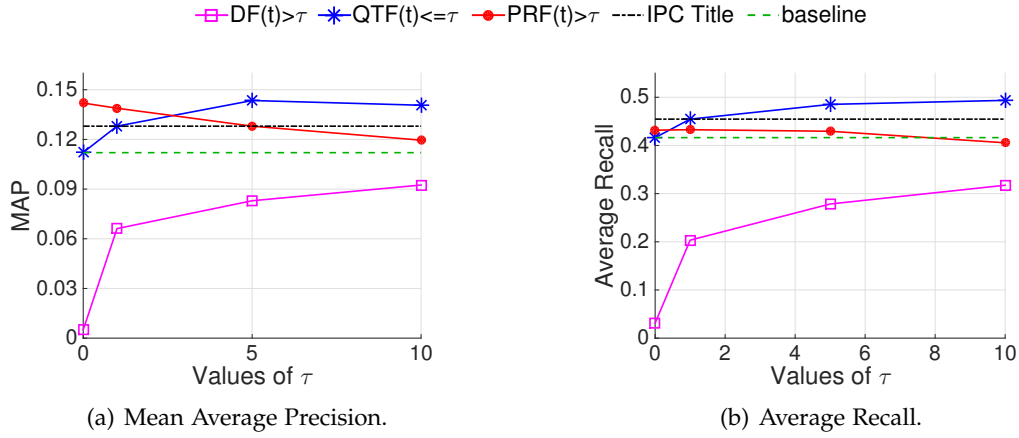 DF(t)>τ QTF(t)<=τ PRF(t)>τ IPC Title baseline
0.15
0.12
0.09
0.06
0.03
0
MAP
0 5 10
Values of τ
(a) Mean Average Precision.
0.5
0.4
0.3
0.2
0.1
0
Average Recall
0 2 4 6 8 10
Values of τ
(b) Average Recall.